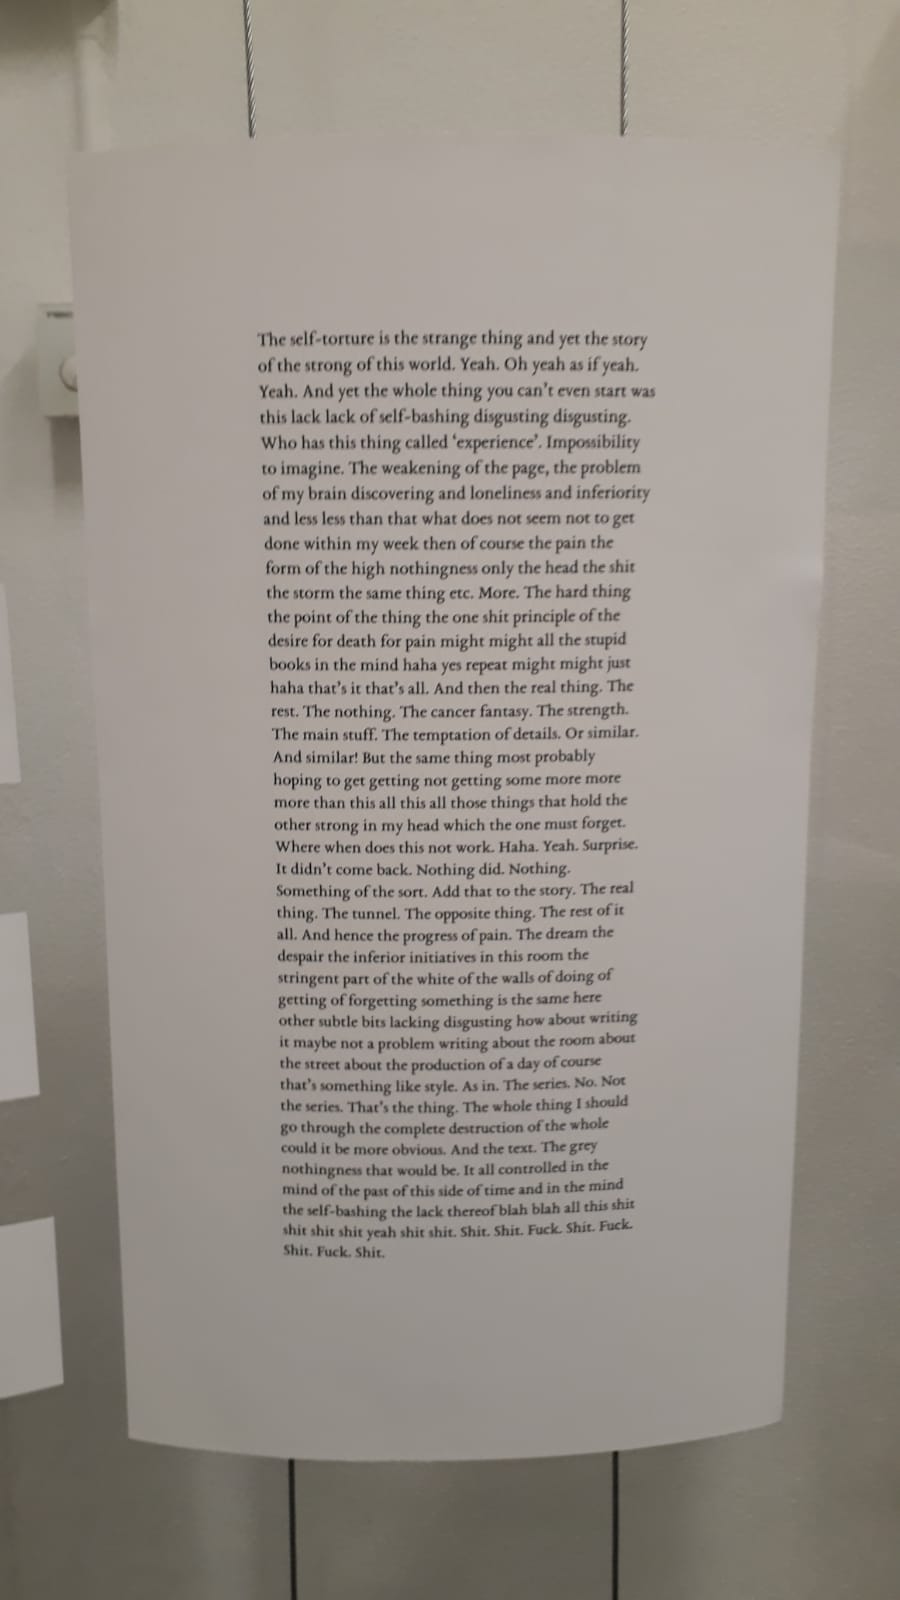 The self-torture is the strange thing and yet the story
of the strong of this world. Yeah. Oh yeah as if yeah.
Yeah. And yet the whole thing you can't even start was
this lack lack of self-bashing disgusting disgusting.
Who has this thing called ‘experience’. Impossibility
to imagine. The weakening of the page, the problem
of my brain discovering and loneliness and inferiority
and less less than that what does not seem not to get
done within my week then of course the pain the
form of the high nothingness only the head the shit
the storm the same thing etc. More. The hard thing
the point of the thing the one shit principle of the
desire for death for pain might might all the stupid
books in the mind haha yes repeat might might just
haha that's it that's all. And then the real thing. The
rest. The nothing. The cancer fantasy. The strength.
The main stuff. The temptation of details. Or similar.
And similar! But the same thing most probably
hoping to get getting not getting some more more
more than this all this all those things that hold the
other strong in my head which the one must forget.
Where when does this not work. Haha. Yeah. Surprise.
It didn't come back. Nothing did. Nothing.
Something of the sort. Add that to the story. The real
thing. The tunnel. The opposite thing. The rest of it
all. And hence the progress of pain. The dream the
despair the inferior initiatives in this room the
stringent part of the white of the walls of doing of
getting of forgetting something is the same here
other subtle bits lacking disgusting how about writing
it maybe not a problem writing about the room about
the street about the production of a day of course
that's something like style. As in. The series. No. Not
the series. That's the thing. The whole thing I should
go through the complete destruction of the whole
could it be more obvious. And the text. The grey
nothingness that would be. It all controlled in the
mind of the past of this side of time and in the mind
the self-bashing the lack thereof blah blah all this shit
shit shit shit yeah shit shit. Shit. Shit. Fuck. Shit. Fuck.
Shit. Fuck. Shit.